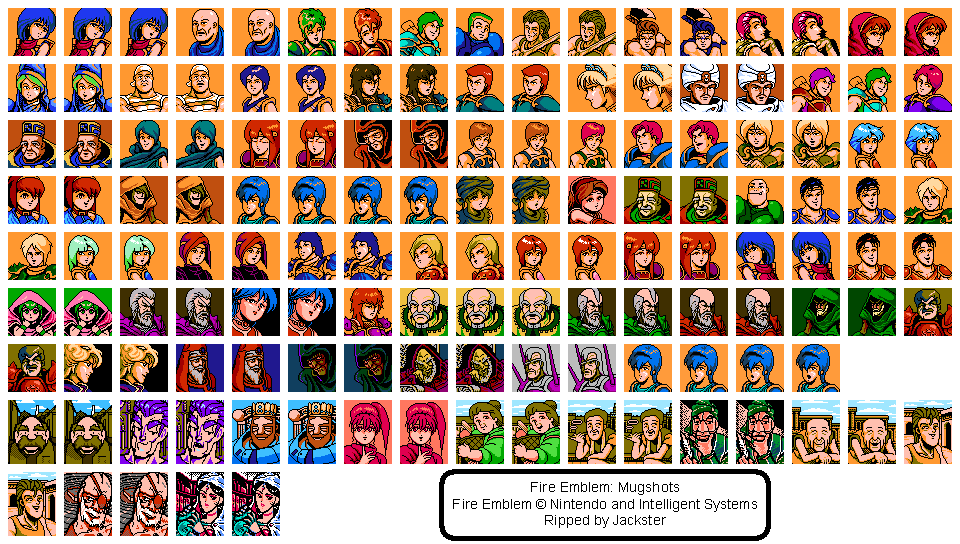 Fire Emblem: Mugshots
Fire Emblem © Nintendo and Intelligent Systems
Ripped by Jackster